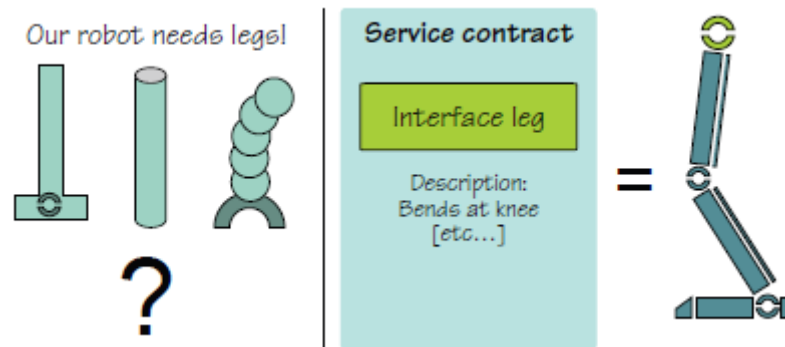 Our robot needs legs!
?
Service contract
Interface leg
Description:
Bends at knee
[etc...]
=